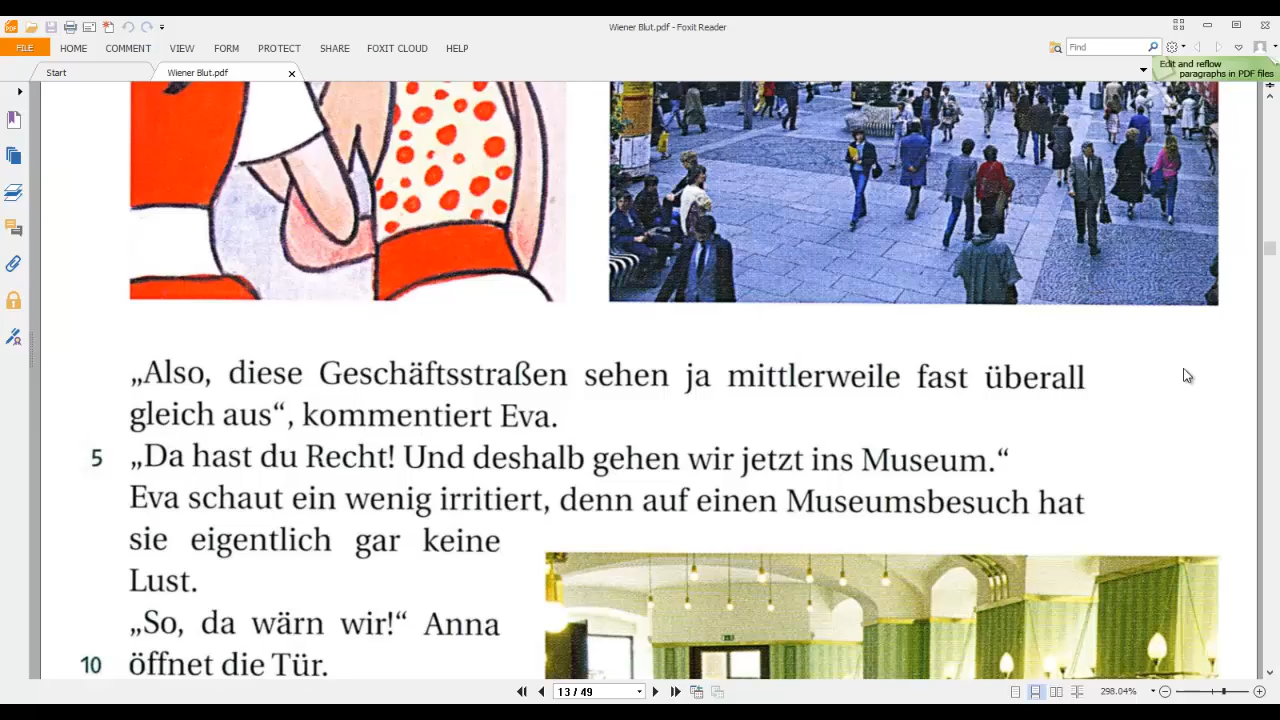 Wiener Blut.pdf - Foxit Reader
FILE HOME COMMENT VIEW FORM PROTECT SHARE FOXIT CLOUD HELP
Find
Edit and reflow
paragraphs in PDF files
Start Wiener Blut.pdf
„Also, diese Geschäftsstraßen sehen ja mittlerweile fast überall
gleich aus“, kommentiert Eva.
5 „Da hast du Recht! Und deshalb gehen wir jetzt ins Museum.“
Eva schaut ein wenig irritiert, denn auf einen Museumsbesuch hat
sie eigentlich gar keine
Lust.
„So, da wärn wir!“ Anna
10 öffnet die Tür.
13 / 49
298.04%